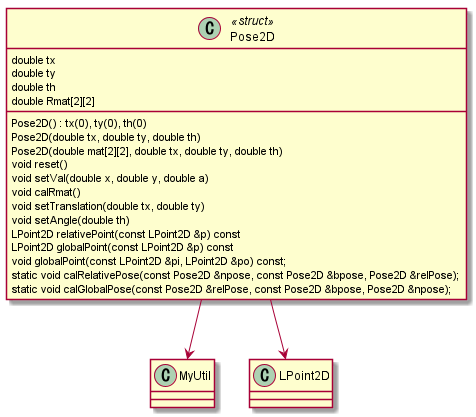 C «struct»
Pose2D
double tx
double ty
double th
double Rmat[2][2]
Pose2D() : tx(0), ty(0), th(0)
Pose2D(double tx, double ty, double th)
Pose2D(double mat[2][2], double tx, double ty, double th)
void reset()
void setVal(double x, double y, double a)
void calRmat()
void setTranslation(double tx, double ty)
void setAngle(double th)
LPoint2D relativePoint(const LPoint2D &p) const
LPoint2D globalPoint(const LPoint2D &p) const
void globalPoint(const LPoint2D &pi, LPoint2D &po) const;
static void calRelativePose(const Pose2D &npose, const Pose2D &bpose, Pose2D &relPose);
static void calGlobalPose(const Pose2D &relPose, const Pose2D &bpose, Pose2D &npose);
C MyUtil
C LPoint2D